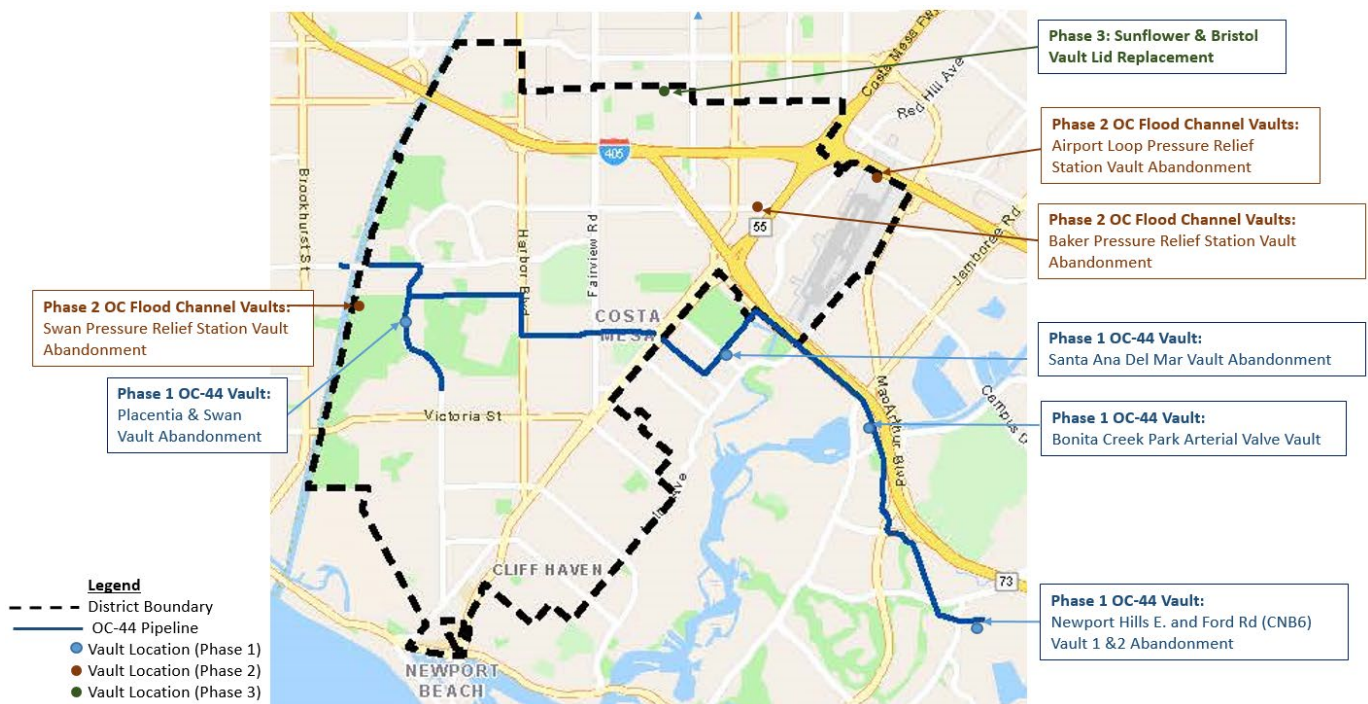 Phase 3: Sunflower & Bristol
Vault Lid Replacement
Phase 2 OC Flood Channel Vaults:
Airport Loop Pressure Relief
Station Vault Abandonment
Phase 2 OC Flood Channel Vaults:
Baker Pressure Relief Station Vault
Abandonment
Phase 1 OC-44 Vault:
Santa Ana Del Mar Vault Abandonment
Phase 1 OC-44 Vault:
Bonita Creek Park Arterial Valve Vault
Phase 1 OC-44 Vault:
Newport Hills E. and Ford Rd (CNB6)
Vault 1 &2 Abandonment
Phase 2 OC Flood Channel Vaults:
Swan Pressure Relief Station Vault
Abandonment
Phase 1 OC-44 Vault:
Placentia & Swan
Vault Abandonment
Costa Mesa Fwy
Red Hill Ave
405
Brookhurst St
Harbor Blvd
Fairview Rd
55
Jamboree Rd
COSTA
MESA
Victoria St
MacArthur Blvd
Campus D
Ave
CLIFF HAVEN
73
NEWPORT
BEACH
Legend
District Boundary
OC-44 Pipeline
Vault Location (Phase 1)
Vault Location (Phase 2)
Vault Location (Phase 3)